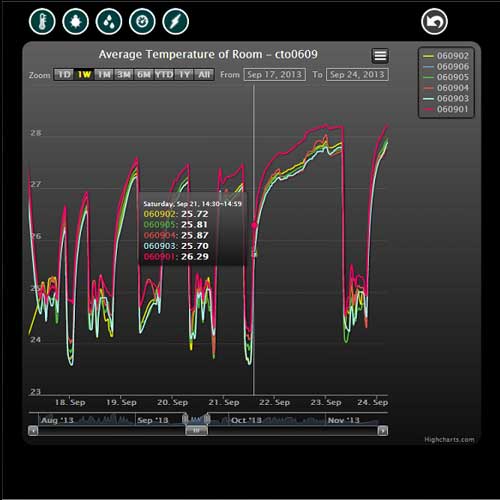 Average Temperature of Room - cto0609
Zoom 1D 1W 1M 3M 6M YTD 1Y All From Sep 17, 2013 To Sep 24, 2013
060902
06906
060905
060904
060903
060901
28
27
26
25
24
23
Saturday, Sep 21, 14:30-14:59
060902: 25.72
060905: 25.81
060904: 25.87
060903: 25.70
060901: 26.29
18. Sep 19. Sep 20. Sep 21. Sep 22. Sep 23. Sep 24. Sep
Aug '13 Sep '13 Oct '13 Nov '13
Highcharts.com